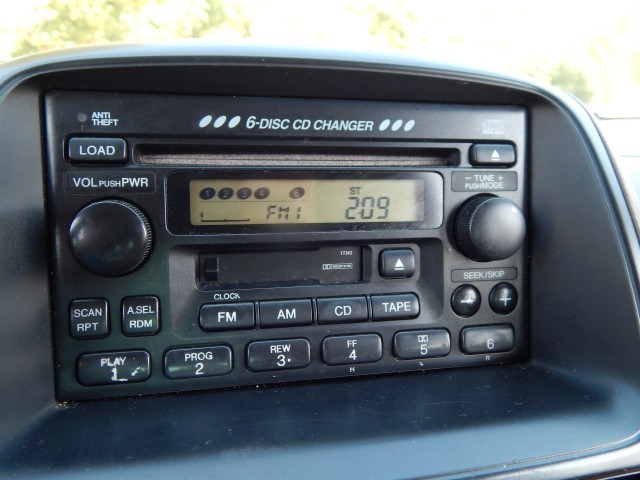 ANTI
THEFT
6-DISC CD CHANGER
LOAD
VOL PUSH PWR
- TUNE +
PUSH MODE
1 2 3 4 6
ST
FM1
2:09
1TN0
CLOCK
SEEK/SKIP
SCAN
RPT
A.SEL
RDM
FM
AM
CD
TAPE
- +
PLAY
1
PROG
2
REW
3
FF
4
5
6
H
R